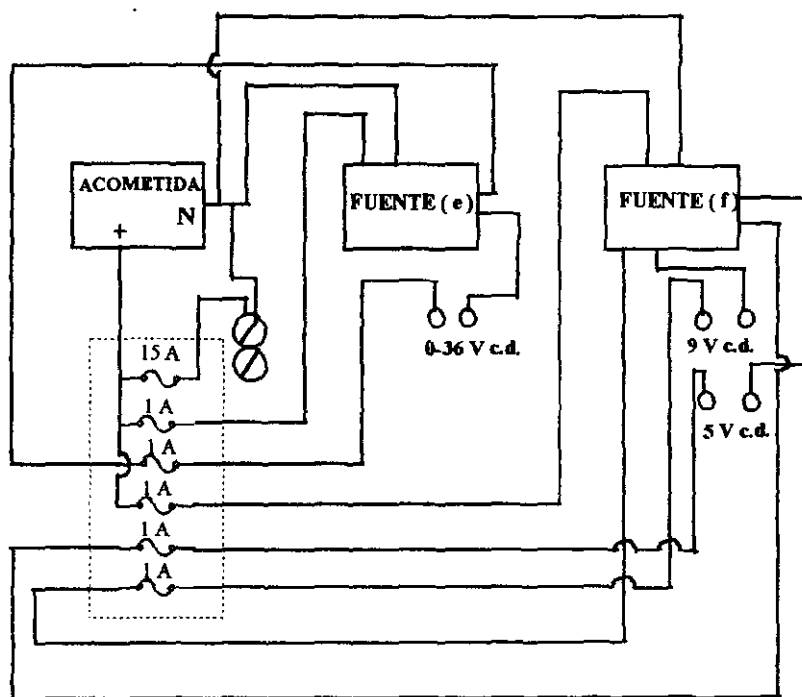 ACOMETIDA
N
+
FUENTE ( e )
FUENTE ( f )
15 A
1 A
1 A
1 A
1 A
1 A
0-36 V c.d.
9 V c.d.
5 V c.d.